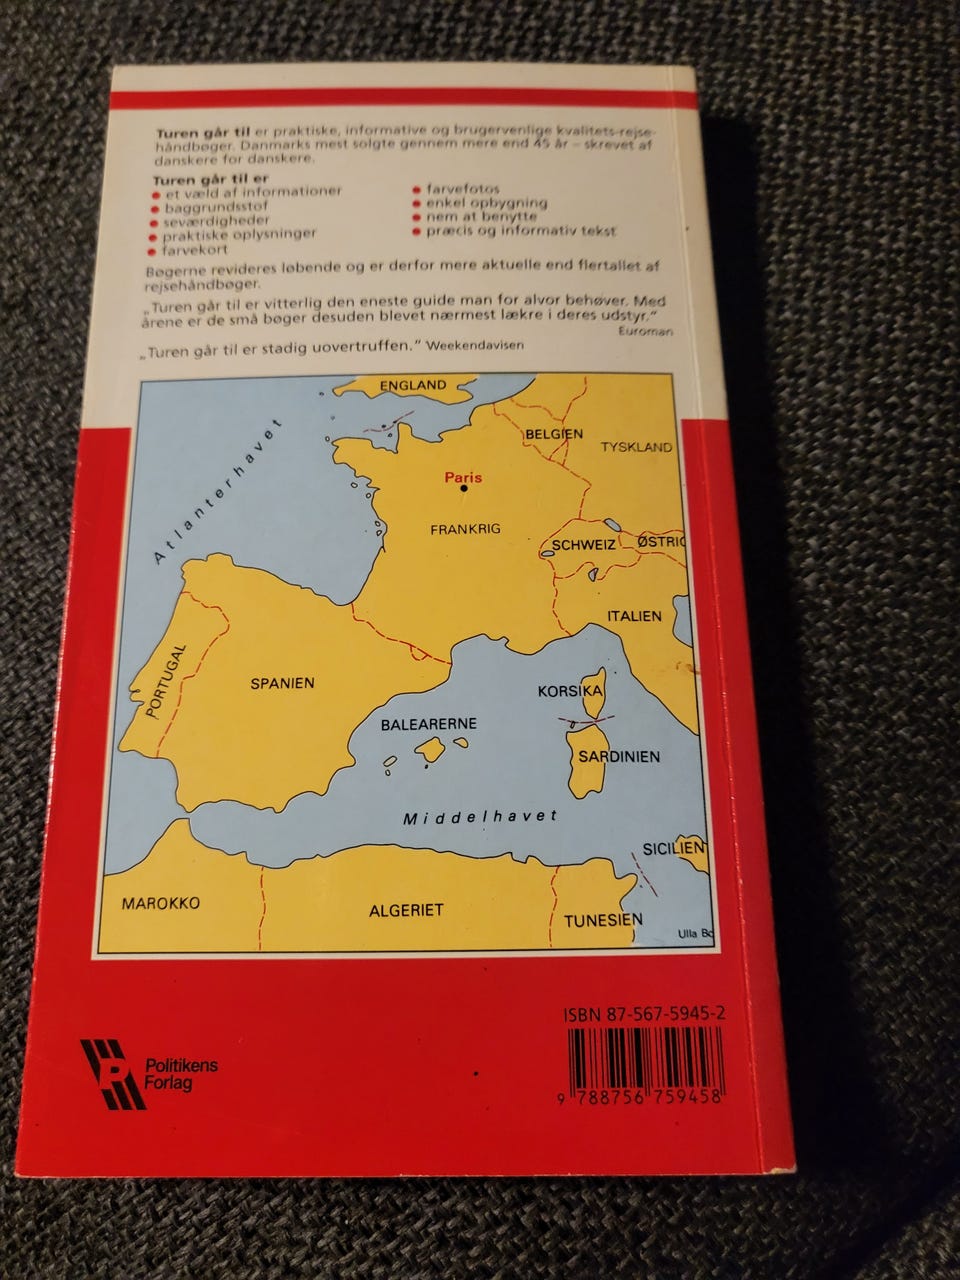 Turen går til er praktiske, informative og brugervenlige kvalitets-rejse-
håndbøger. Danmarks mest solgte gennem mere end 45 år – skrevet af
danskere for danskere.
Turen går til er
• et væld af informationer
• baggrundsstof
• seværdigheder
• praktiske oplysninger
• farvekort
• farvefotos
• enkel opbygning
• nem at benytte
• præcis og informativ tekst
Bøgerne revideres løbende og er derfor mere aktuelle end flertallet af
rejsehåndbøger.
„Turen går til er vitterlig den eneste guide man for alvor behøver. Med
årene er de små bøger desuden blevet nærmest lækre i deres udstyr.”
Euroman
„Turen går til er stadig uovertruffen.” Weekendavisen
ENGLAND
Atlanterhavet
BELGIEN
TYSKLAND
Paris
FRANKRIG
SCHWEIZ
ØSTRIG
ITALIEN
PORTUGAL
SPANIEN
KORSIKA
BALEARERNE
SARDINIEN
Middelhavet
SICILIEN
MAROKKO
ALGERIET
TUNESIEN
Ulla Bo
ISBN 87-567-5945-2
P
Politikens
Forlag
9 788756 759458